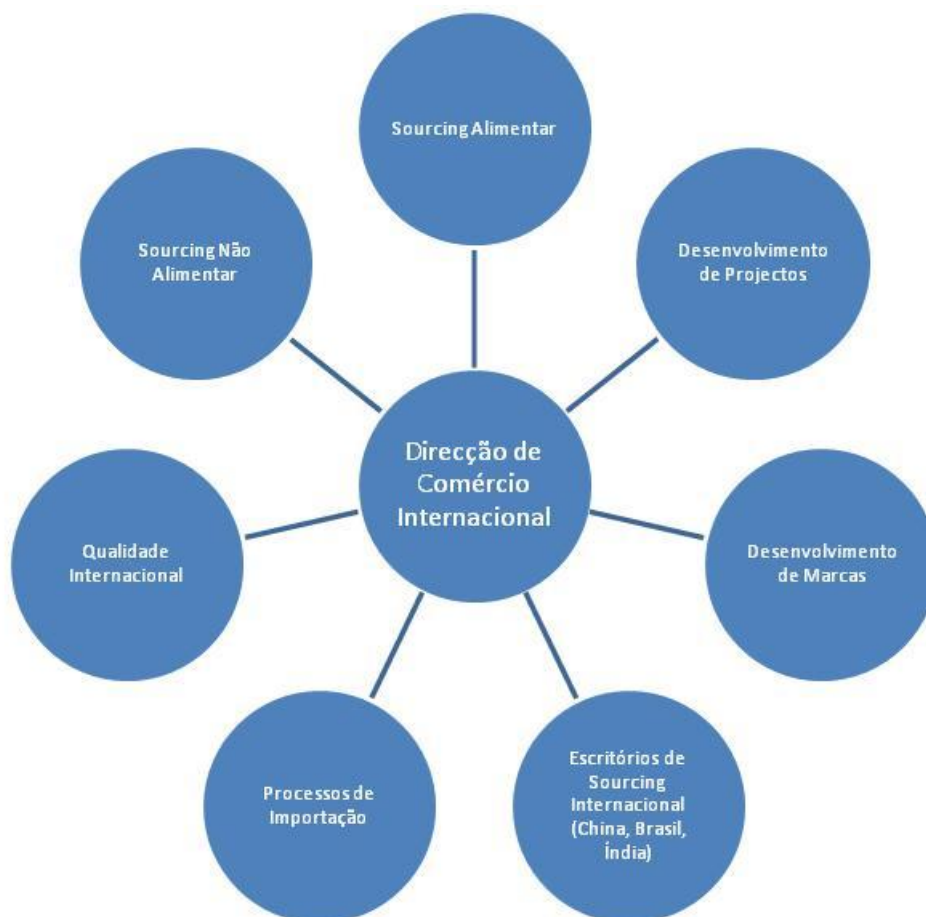 Sourcing Alimentar
Sourcing Não
Alimentar
Desenvolvimento
de Projectos
Direcção de
Comércio
Internacional
Qualidade
Internacional
Desenvolvimento
de Marcas
Processos de
Importação
Escritórios de
Sourcing
Internacional
(China, Brasil,
Índia)